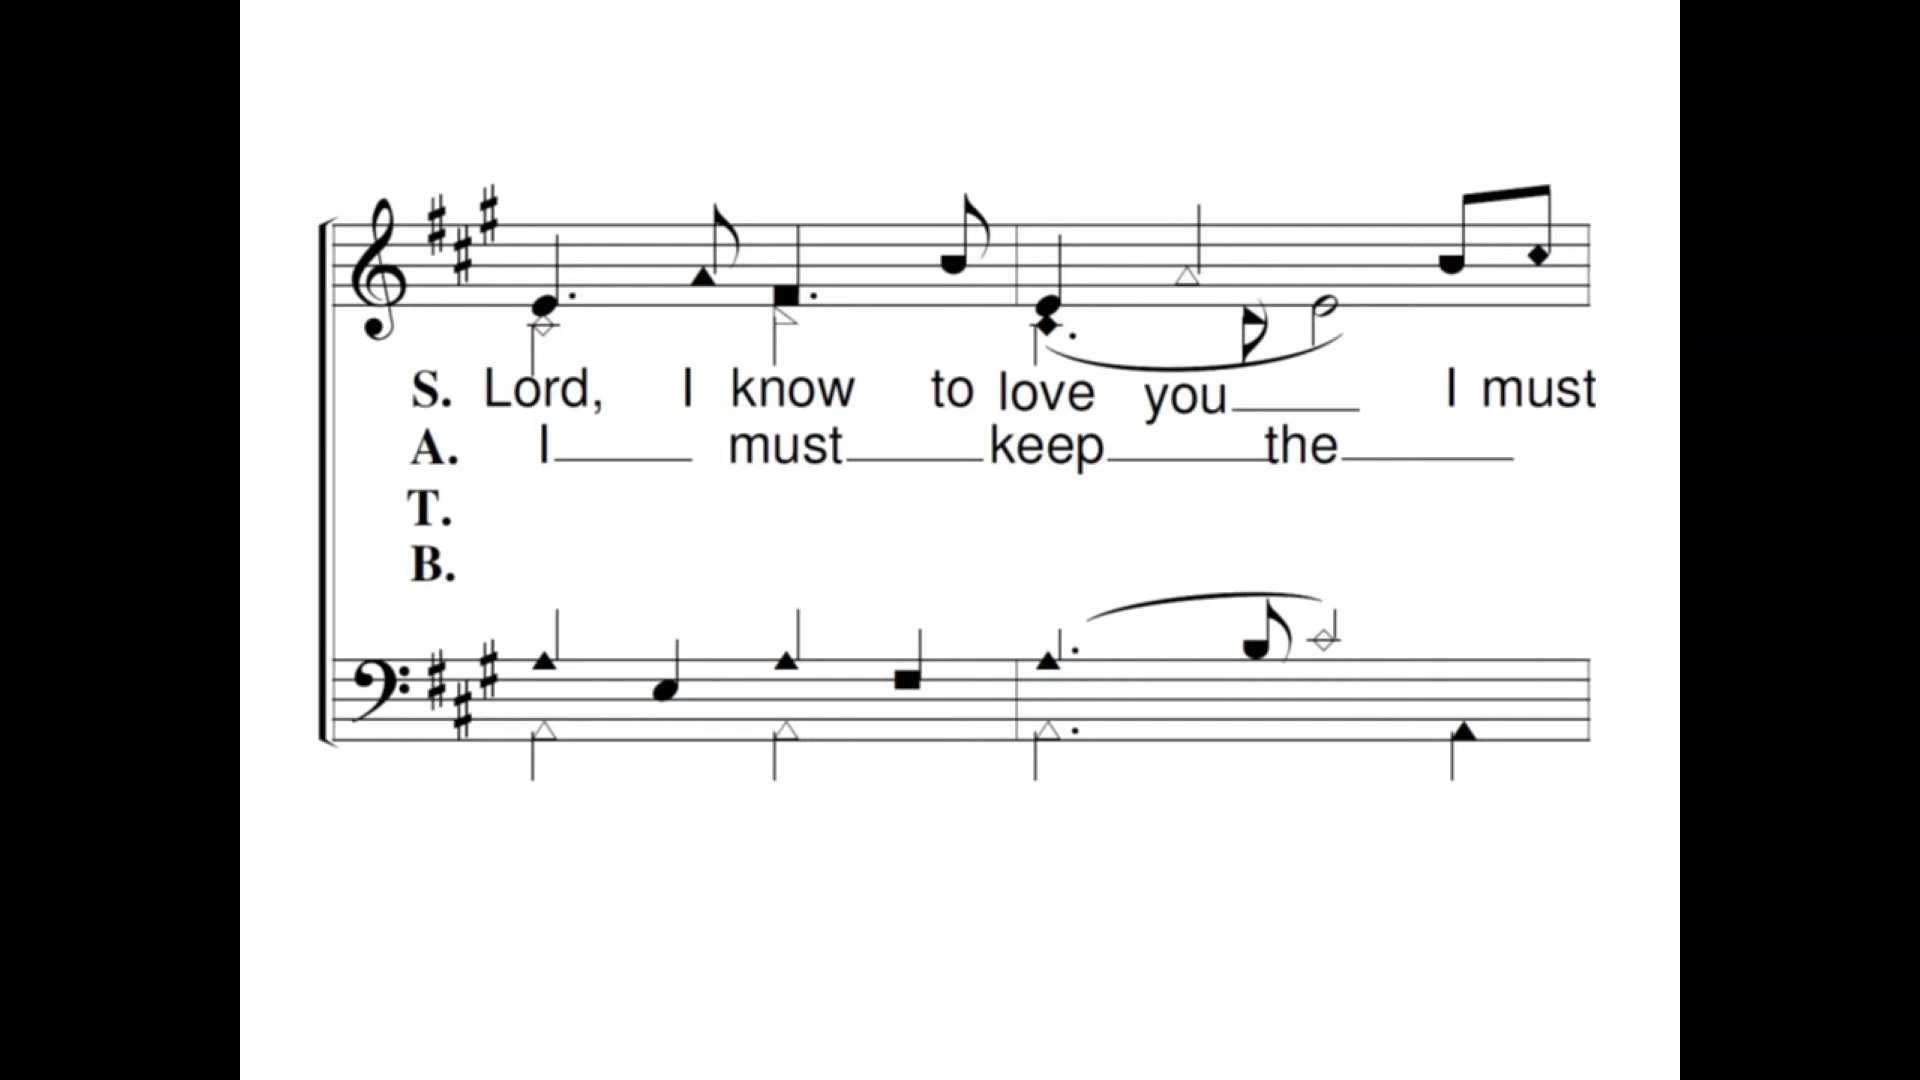 S. Lord, I know to love you I must
A. I must keep the
T.
B.